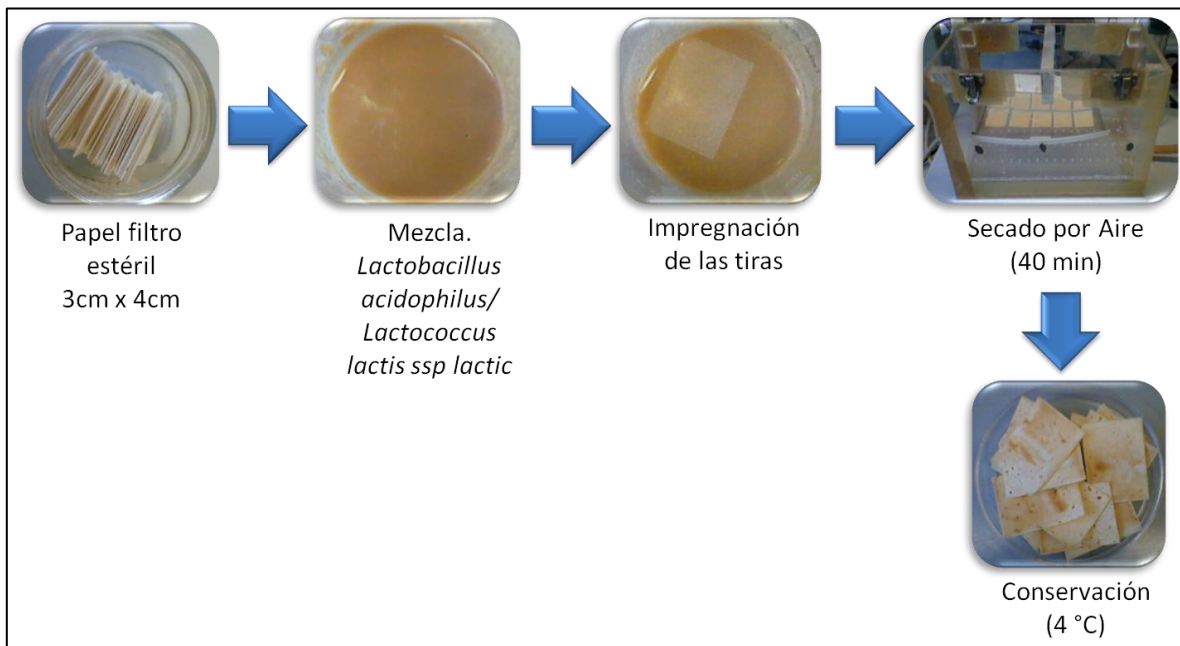 Papel filtro
estéril
3cm x 4cm
Mezcla.
Lactobacillus
acidophilus/
Lactococcus
lactis ssp lactic
Impregnación
de las tiras
Secado por Aire
(40 min)
Conservación
(4 °C)